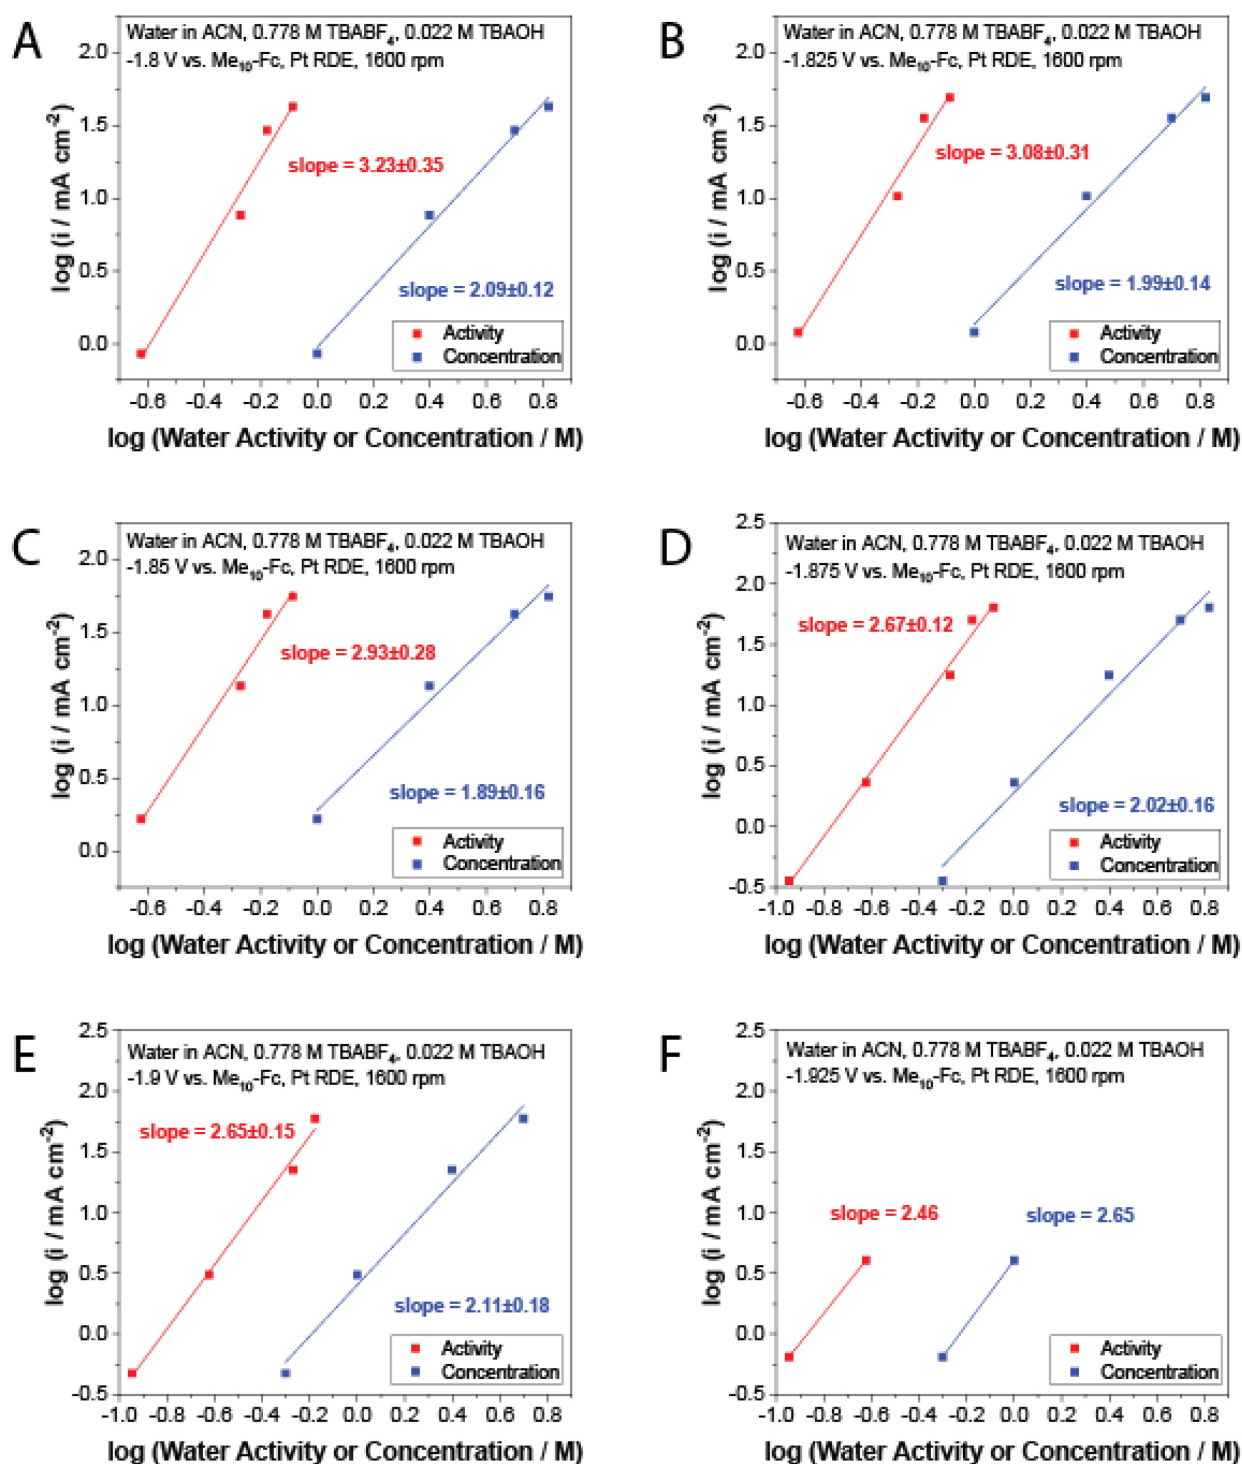 A
Water in ACN, 0.778 M TBABF4, 0.022 M TBAOH
-1.8 V vs. Me10-Fc, Pt RDE, 1600 rpm
2.0
1.5
1.0
0.5
0.0
log (i / mA cm-2)
slope = 3.23±0.35
slope = 2.09±0.12
Activity
Concentration
-0.6 -0.4 -0.2 0.0 0.2 0.4 0.6 0.8
log (Water Activity or Concentration / M)
B
Water in ACN, 0.778 M TBABF4, 0.022 M TBAOH
-1.825 V vs. Me10-Fc, Pt RDE, 1600 rpm
2.0
1.5
1.0
0.5
0.0
log (i / mA cm-2)
slope = 3.08±0.31
slope = 1.99±0.14
Activity
Concentration
-0.6 -0.4 -0.2 0.0 0.2 0.4 0.6 0.8
log (Water Activity or Concentration / M)
C
Water in ACN, 0.778 M TBABF4, 0.022 M TBAOH
-1.85 V vs. Me10-Fc, Pt RDE, 1600 rpm
2.0
1.5
1.0
0.5
0.0
log (i / mA cm-2)
slope = 2.93±0.28
slope = 1.89±0.16
Activity
Concentration
-0.6 -0.4 -0.2 0.0 0.2 0.4 0.6 0.8
log (Water Activity or Concentration / M)
D
Water in ACN, 0.778 M TBABF4, 0.022 M TBAOH
-1.875 V vs. Me10-Fc, Pt RDE, 1600 rpm
2.5
2.0
1.5
1.0
0.5
0.0
-0.5
log (i / mA cm-2)
slope = 2.67±0.12
slope = 2.02±0.16
Activity
Concentration
-1.0 -0.8 -0.6 -0.4 -0.2 0.0 0.2 0.4 0.6 0.8
log (Water Activity or Concentration / M)
E
Water in ACN, 0.778 M TBABF4, 0.022 M TBAOH
-1.9 V vs. Me10-Fc, Pt RDE, 1600 rpm
2.5
2.0
1.5
1.0
0.5
0.0
-0.5
log (i / mA cm-2)
slope = 2.65±0.15
slope = 2.11±0.18
Activity
Concentration
-1.0 -0.8 -0.6 -0.4 -0.2 0.0 0.2 0.4 0.6 0.8
log (Water Activity or Concentration / M)
F
Water in ACN, 0.778 M TBABF4, 0.022 M TBAOH
-1.925 V vs. Me10-Fc, Pt RDE, 1600 rpm
2.5
2.0
1.5
1.0
0.5
0.0
-0.5
log (i / mA cm-2)
slope = 2.46
slope = 2.65
Activity
Concentration
-1.0 -0.8 -0.6 -0.4 -0.2 0.0 0.2 0.4 0.6 0.8
log (Water Activity or Concentration / M)